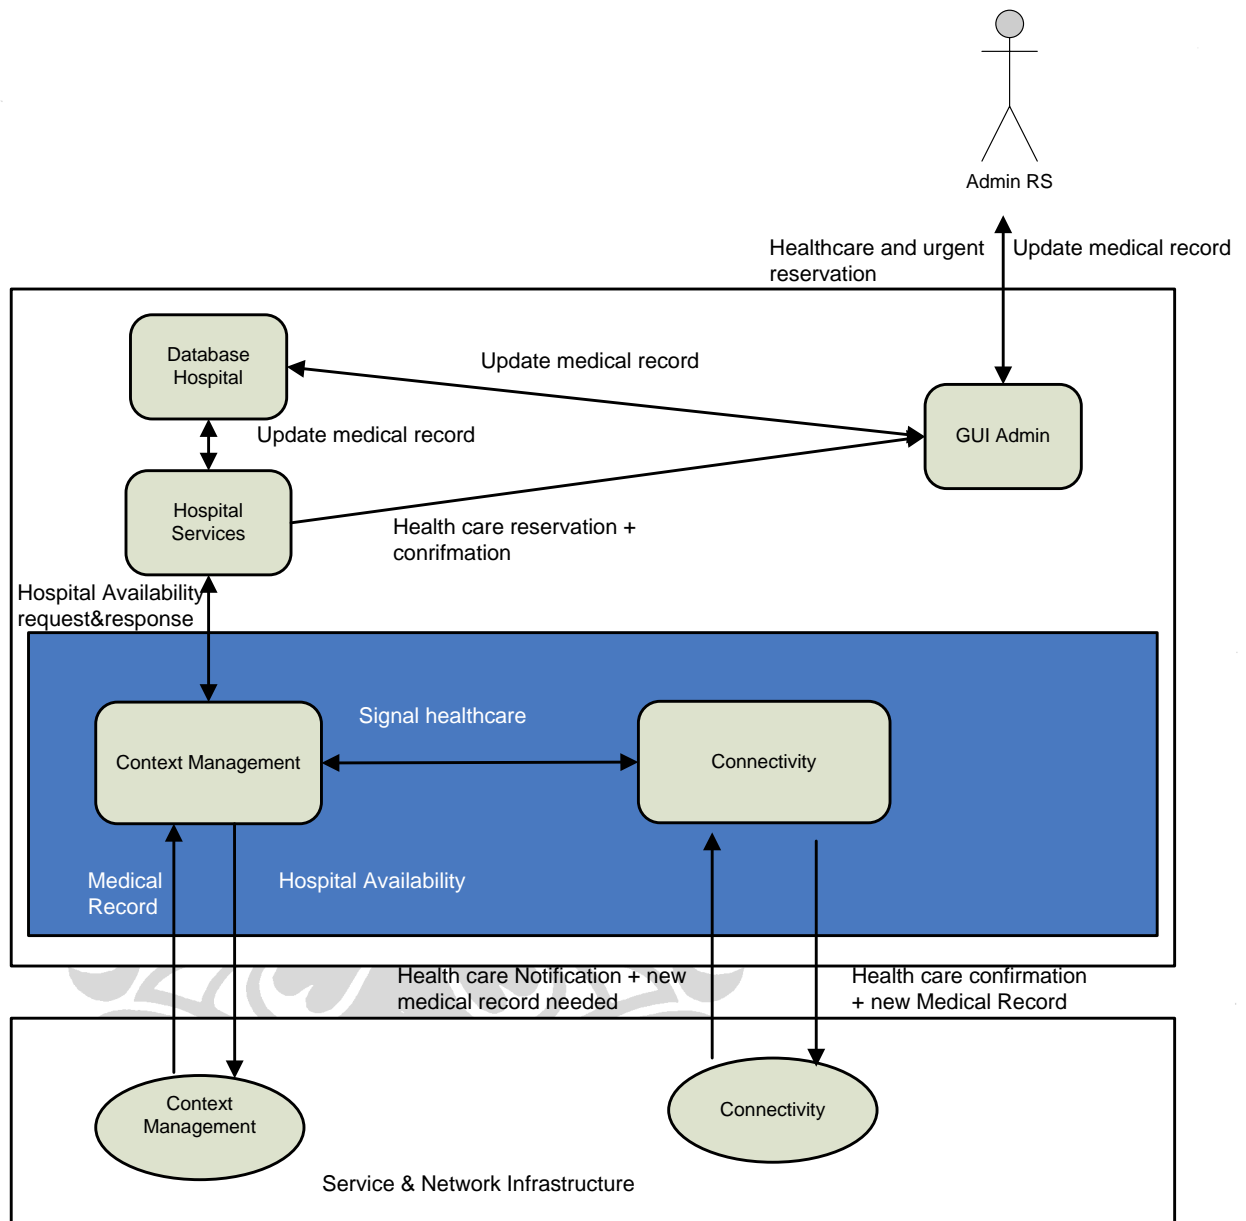 Admin RS
Healthcare and urgent
reservation
Update medical record
Database
Hospital
Update medical record
GUI Admin
Update medical record
Hospital
Services
Health care reservation +
conrifmation
Hospital Availability
request&response
Signal healthcare
Context Management
Connectivity
Medical
Record
Hospital Availability
Health care Notification + new
medical record needed
Health care confirmation
+ new Medical Record
Context
Management
Connectivity
Service & Network Infrastructure